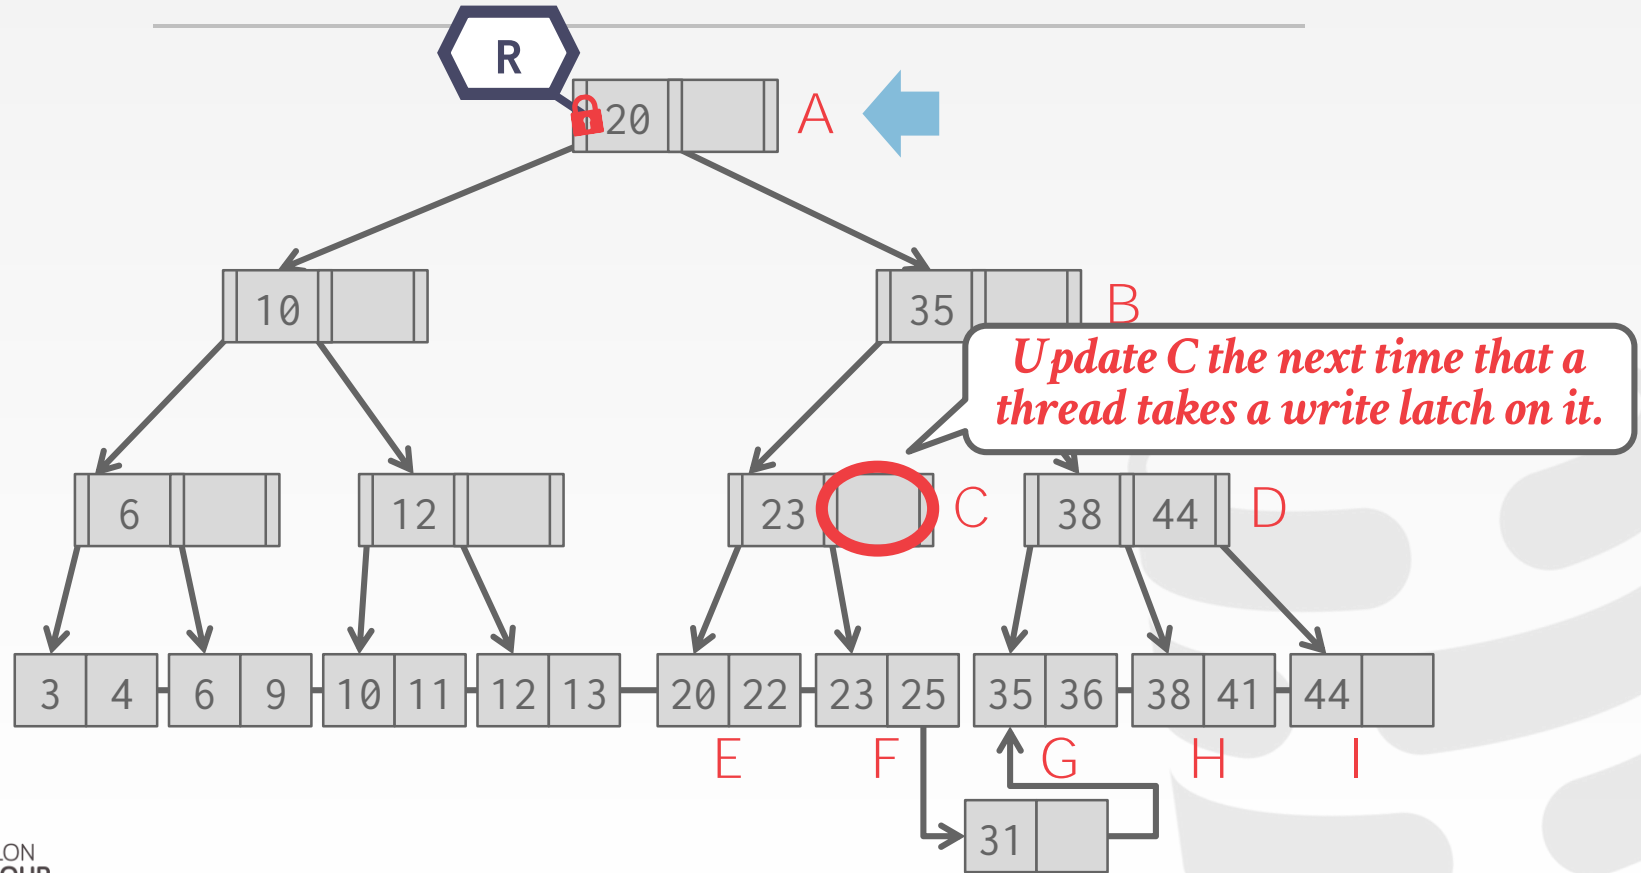 R
20
A
10
35
B
Update C the next time that a
thread takes a write latch on it.
6
12
23
C
38 44
D
3 4 6 9 10 11 12 13 20 22 23 25 35 36 38 41 44
E F G H I
31
LON